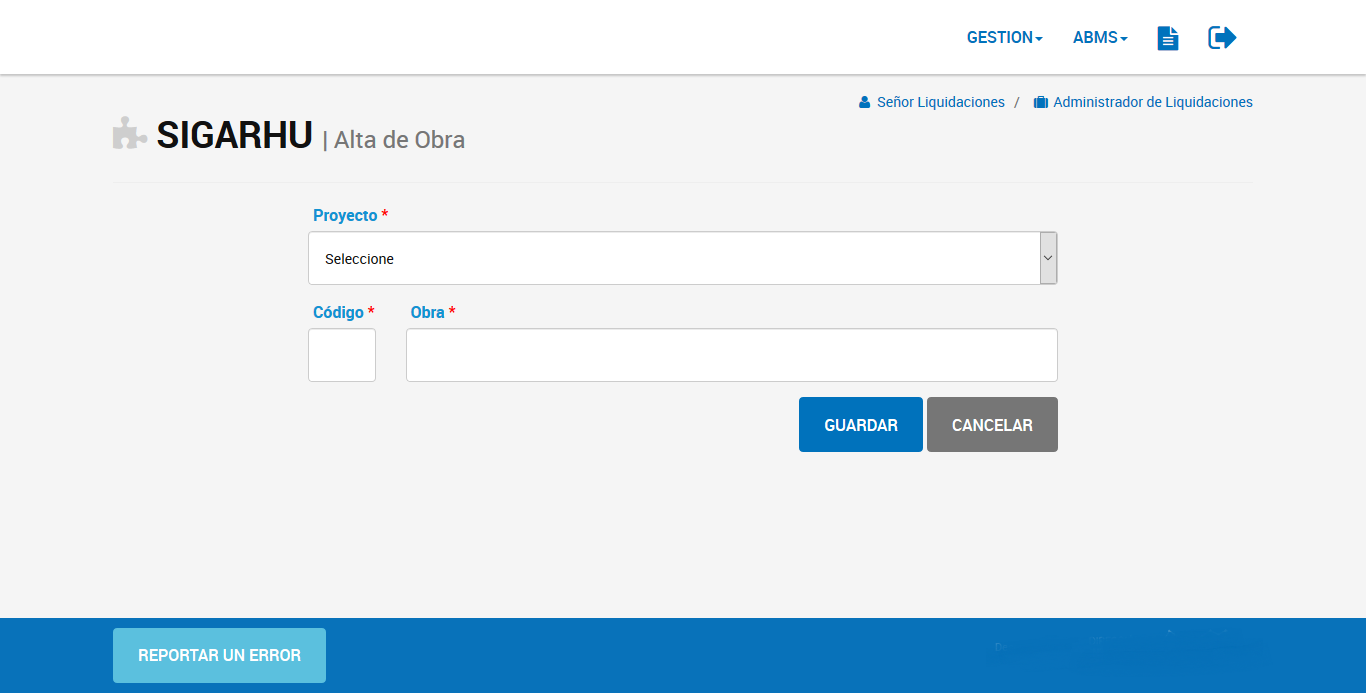 GESTION ABMS
Señor Liquidaciones / Administrador de Liquidaciones
SIGARHU | Alta de Obra
Proyecto *
Seleccione
Código * Obra *
GUARDAR CANCELAR
REPORTAR UN ERROR